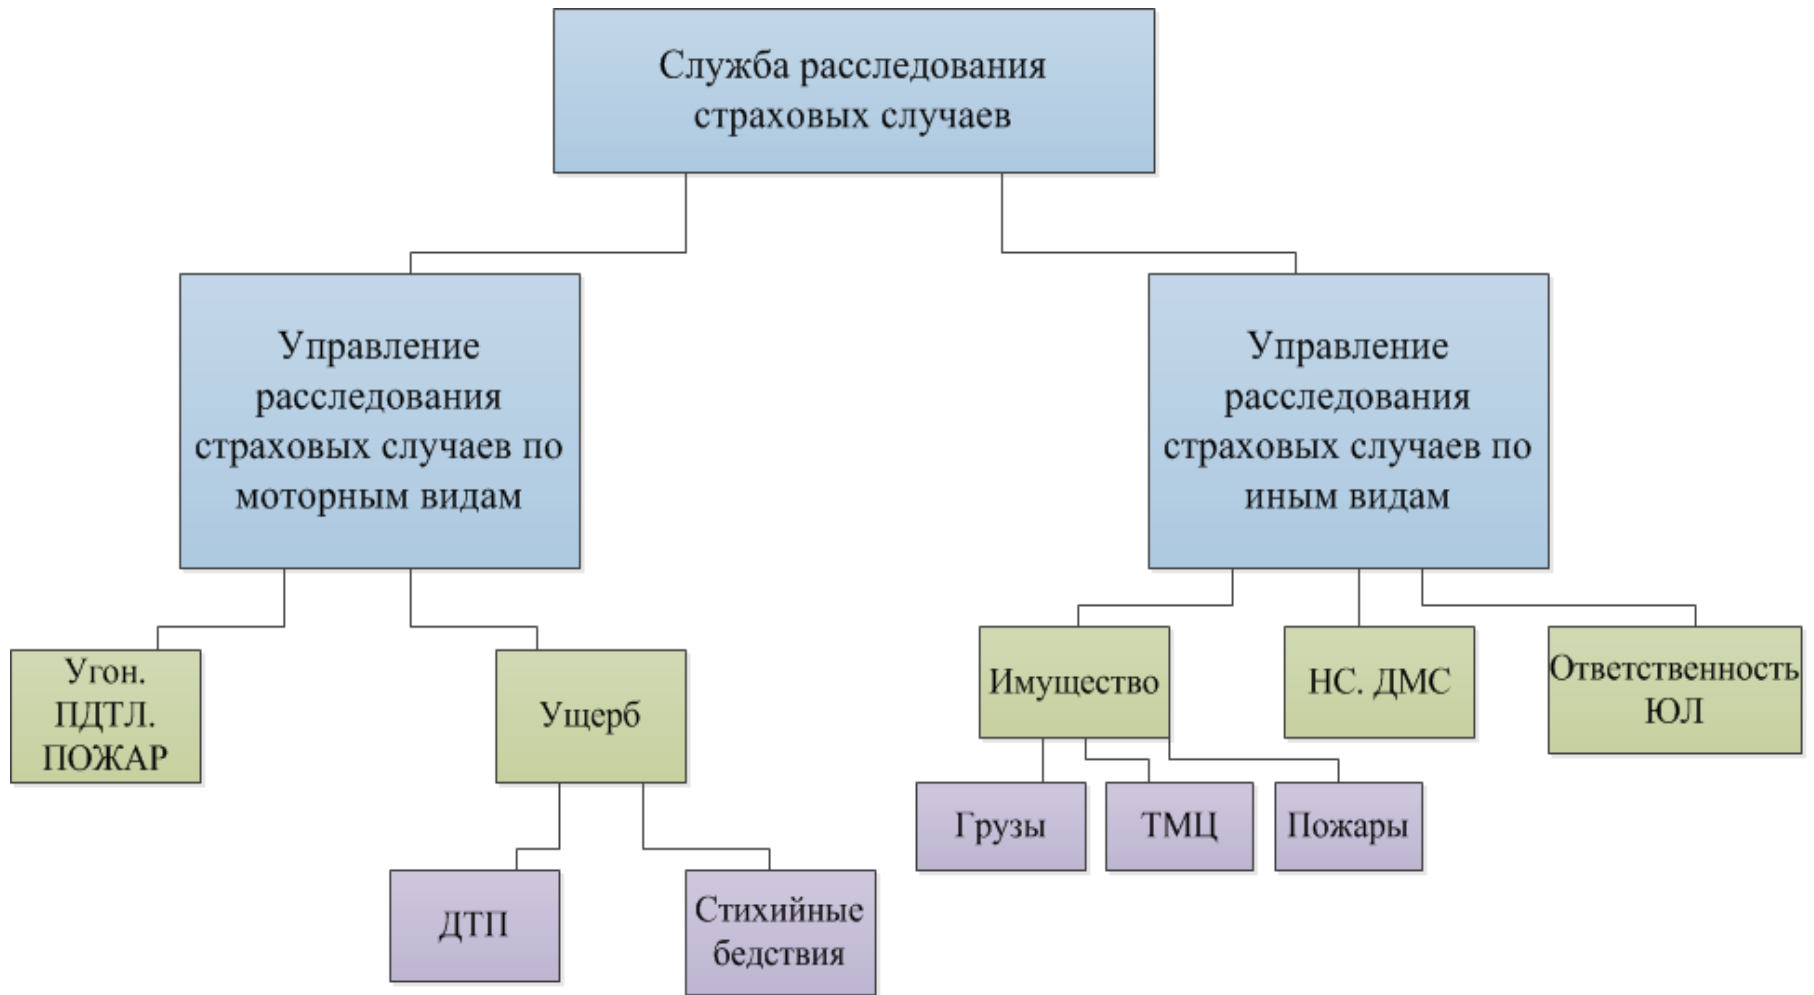 Служба расследования
страховых случаев
Управление
расследования
страховых случаев по
моторным видам
Управление
расследования
страховых случаев по
иным видам
Угон.
ПДТЛ.
ПОЖАР
Ущерб
Имущество
НС. ДМС
Ответственность
ЮЛ
Грузы
ТМЦ
Пожары
ДТП
Стихийные
бедствия